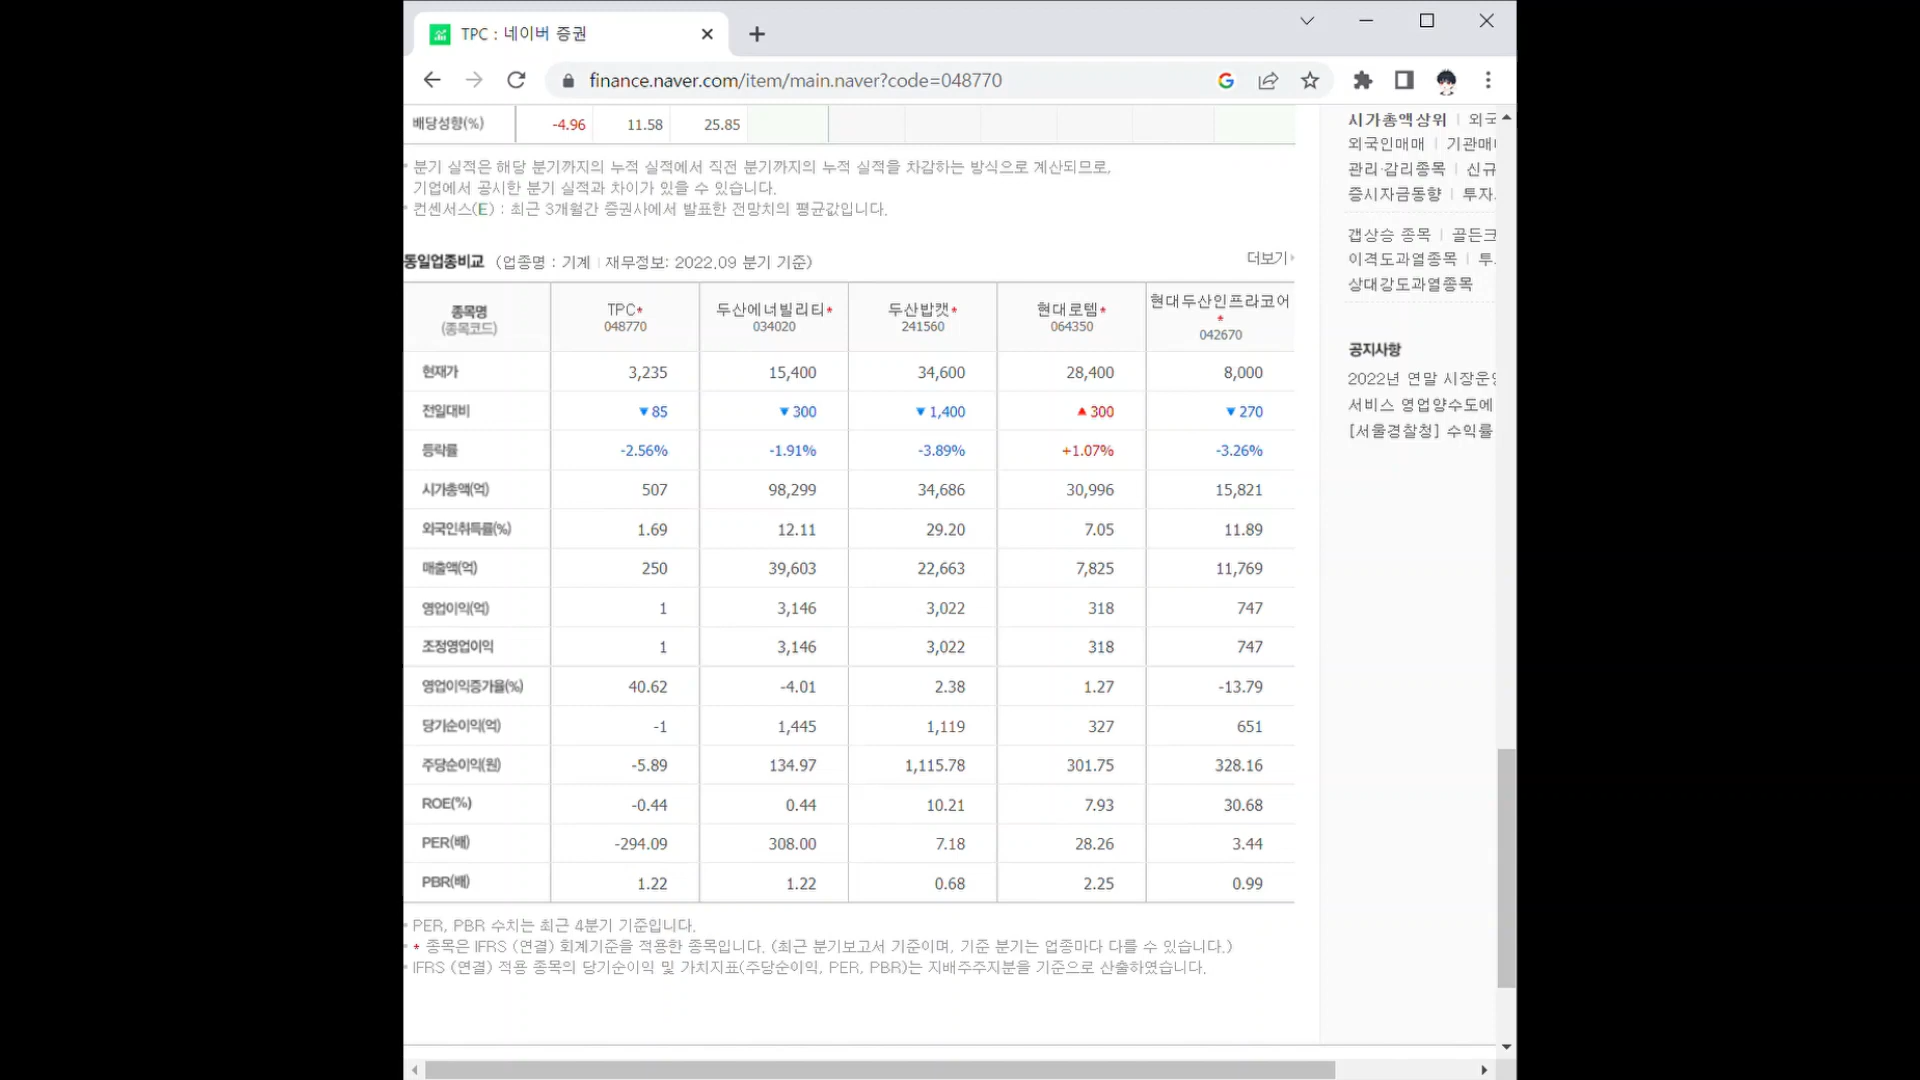 TPC : 네이버 증권
finance.naver.com/item/main.naver?code=048770
배당성향(%) -4.96 11.58 25.85
분기 실적은 해당 분기까지의 누적 실적에서 직전 분기까지의 누적 실적을 차감하는 방식으로 계산되므로,
기업에서 공시한 분기 실적과 차이가 있을 수 있습니다.
컨센서스(E) : 최근 3개월간 증권사에서 발표한 전망치의 평균값입니다.
동일업종비교 (업종명 : 기계 | 재무정보: 2022.09 분기 기준) 더보기
종목명 TPC* 두산에너빌리티* 두산밥캣* 현대로템* 현대두산인프라코어*
(종목코드) 048770 034020 241560 064350 042670
현재가 3,235 15,400 34,600 28,400 8,000
전일대비 ▼85 ▼300 ▼1,400 ▲300 ▼270
등락률 -2.56% -1.91% -3.89% +1.07% -3.26%
시가총액(억) 507 98,299 34,686 30,996 15,821
외국인취득률(%) 1.69 12.11 29.20 7.05 11.89
매출액(억) 250 39,603 22,663 7,825 11,769
영업이익(억) 1 3,146 3,022 318 747
조정영업이익 1 3,146 3,022 318 747
영업이익증가율(%) 40.62 -4.01 2.38 1.27 -13.79
당기순이익(억) -1 1,445 1,119 327 651
주당순이익(원) -5.89 134.97 1,115.78 301.75 328.16
ROE(%) -0.44 0.44 10.21 7.93 30.68
PER(배) -294.09 308.00 7.18 28.26 3.44
PBR(배) 1.22 1.22 0.68 2.25 0.99
PER, PBR 수치는 최근 4분기 기준입니다.
* 종목은 IFRS (연결) 회계기준을 적용한 종목입니다. (최근 분기보고서 기준이며, 기준 분기는 업종마다 다를 수 있습니다.)
IFRS (연결) 적용 종목의 당기순이익 및 가치지표(주당순이익, PER, PBR)는 지배주주지분을 기준으로 산출하였습니다.
시가총액상위 | 외국
외국인매매 | 기관매매
관리·감리종목 | 신규
증시자금동향 | 투자
갭상승 종목 | 골든크
이격도과열종목 | 투
상대강도과열종목
공지사항
2022년 연말 시장운영
서비스 영업양수도에
[서울경찰청] 수익률